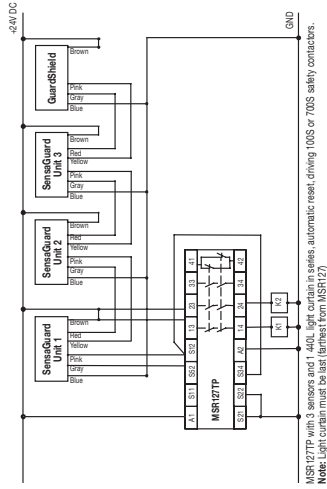 +24V DC
GND
SensaGuard
Unit 1
Brown
Red
Yellow
Pink
Gray
Blue
SensaGuard
Unit 2
Brown
Red
Yellow
Pink
Gray
Blue
SensaGuard
Unit 3
Brown
Red
Yellow
Pink
Gray
Blue
GuardShield
Brown
Pink
Gray
Blue
A1 S11 S52 S12 13 23 33 41
MSR127TP
S21 S22 S34 A2 14 24 34 42
K1
K2
MSR127TP with 3 sensors and 1 440L light curtain in series, automatic reset, driving 100S or 700S safety contactors.
Note: Light curtain must be last (farthest from MSR127)